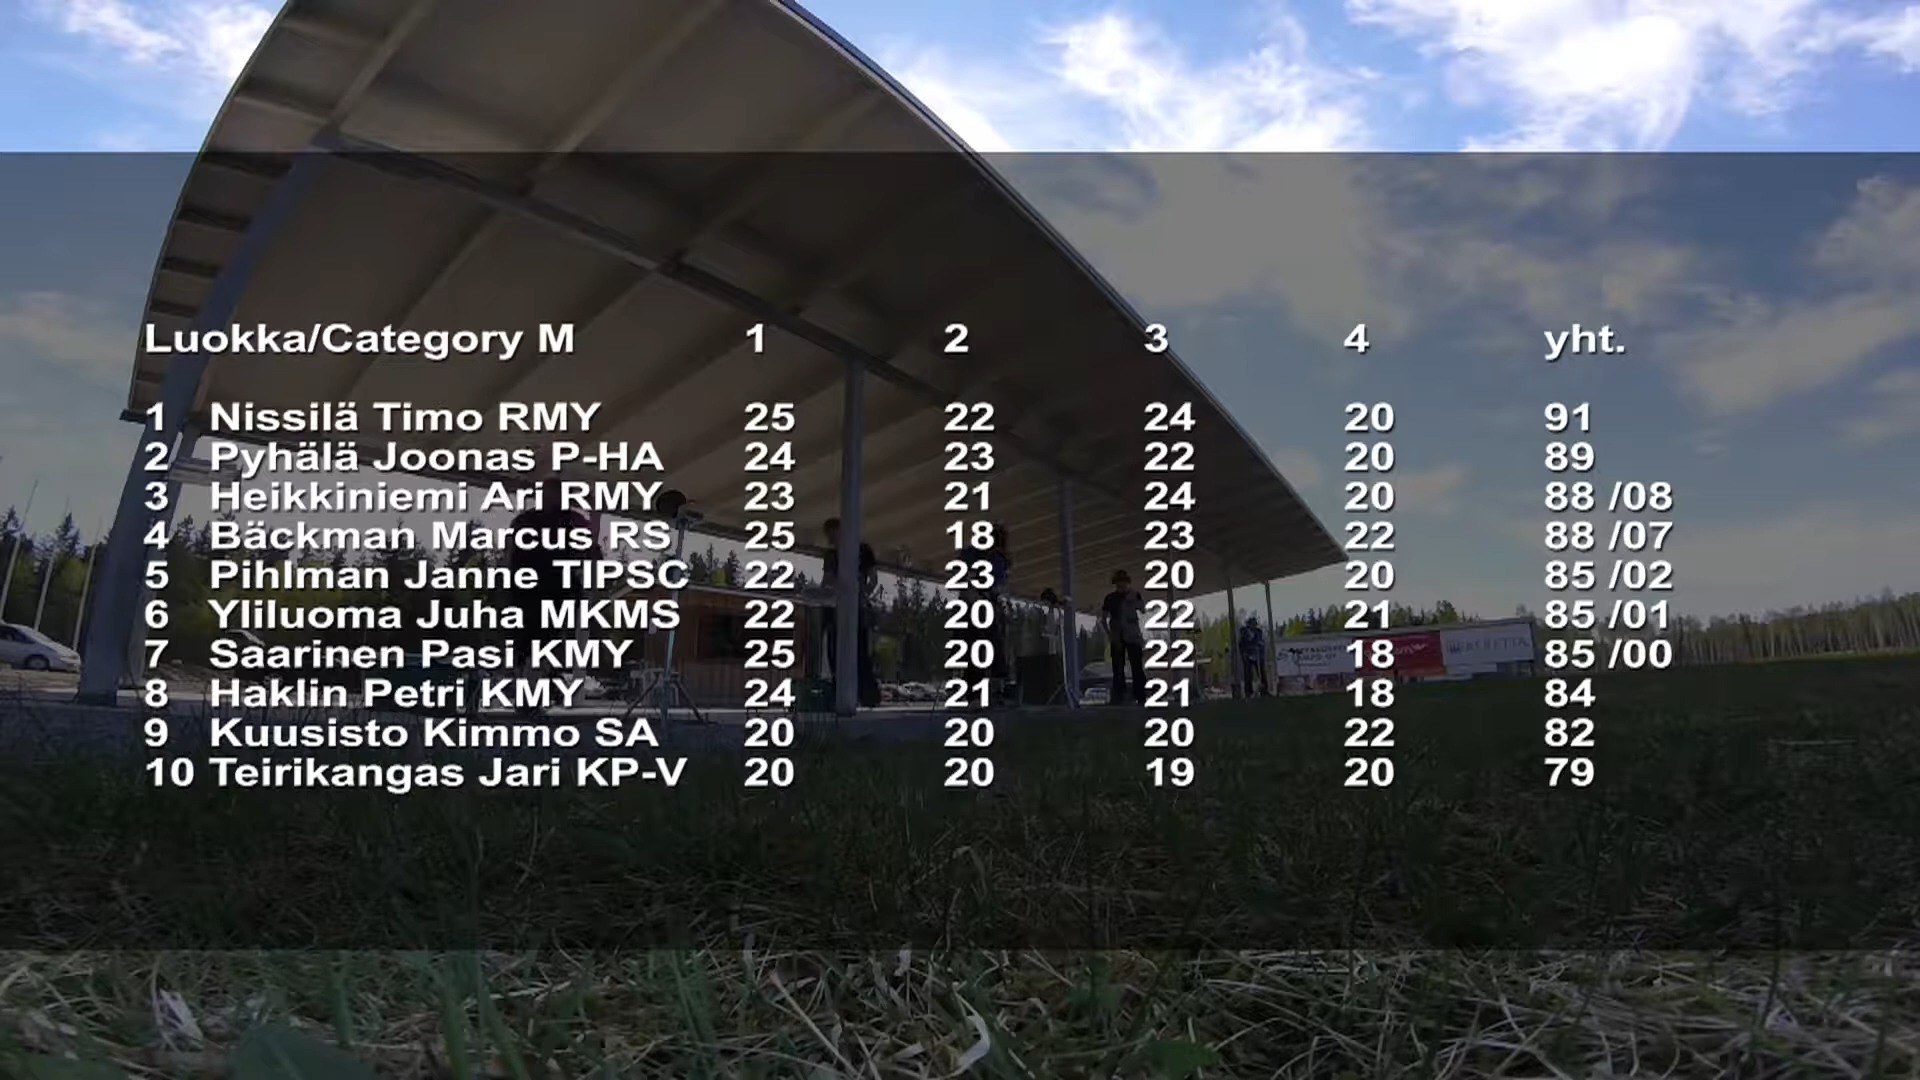 Luokka/Category M 1 2 3 4 yht.
1 Nissilä Timo RMY 25 22 24 20 91
2 Pyhälä Joonas P-HA 24 23 22 20 89
3 Heikkiniemi Ari RMY 23 21 24 20 88 /08
4 Bäckman Marcus RS 25 18 23 22 88 /07
5 Pihlman Janne TIPSC 22 23 20 20 85 /02
6 Yliluoma Juha MKMS 22 20 22 21 85 /01
7 Saarinen Pasi KMY 25 20 22 18 85 /00
8 Haklin Petri KMY 24 21 21 18 84
9 Kuusisto Kimmo SA 20 20 20 22 82
10 Teirikangas Jari KP-V 20 20 19 20 79
BERETTA